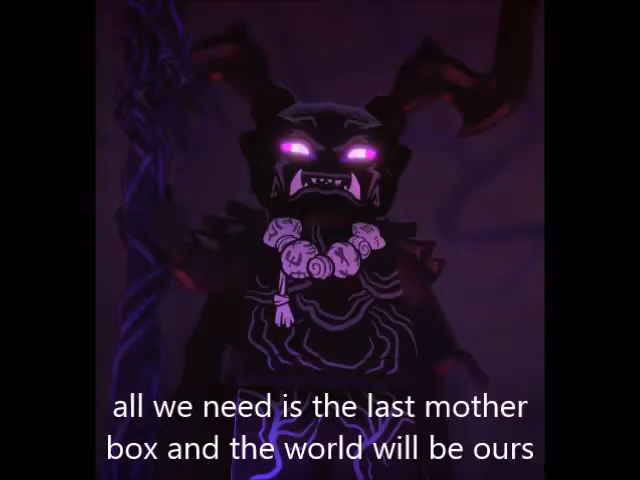 all we need is the last mother
box and the world will be ours